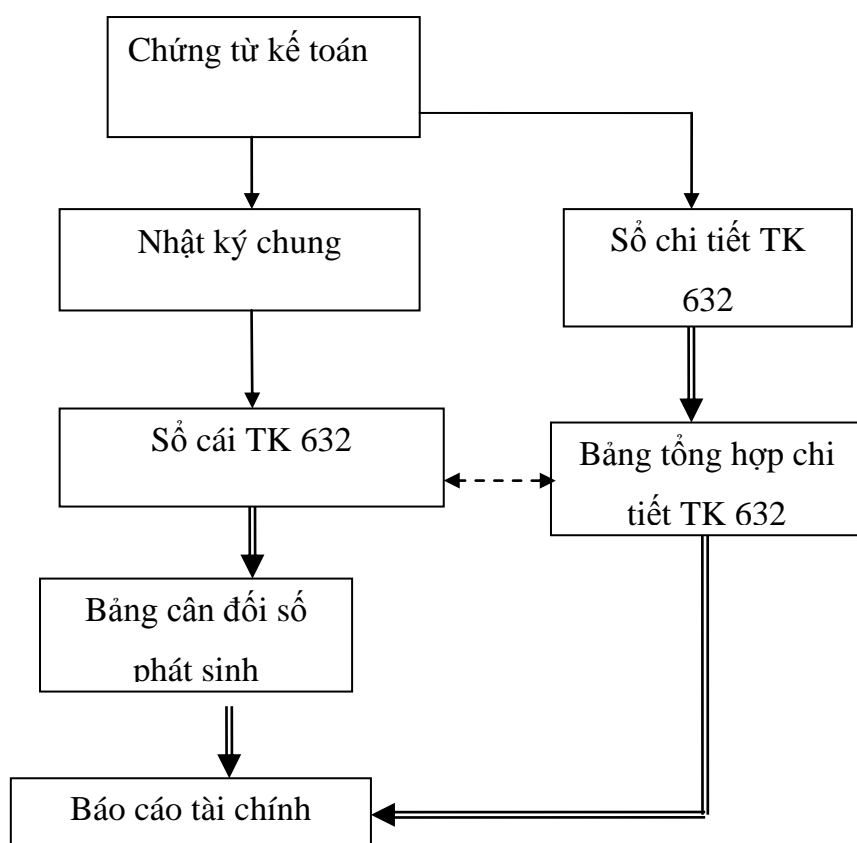 Chứng từ kế toán
Nhật ký chung
Sổ chi tiết TK
632
Sổ cái TK 632
Bảng tổng hợp chi
tiết TK 632
Bảng cân đối số
phát sinh
Báo cáo tài chính